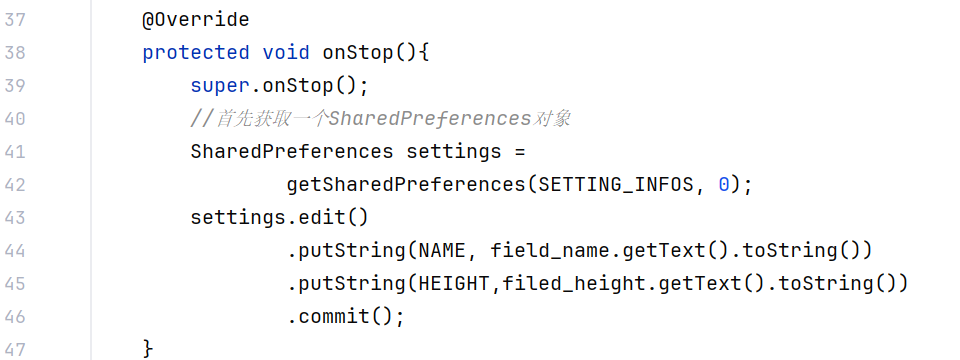 37 @Override
38 protected void onStop(){
39 super.onStop();
40 //首先获取一个SharedPreferences对象
41 SharedPreferences settings =
42 getSharedPreferences(SETTING_INFOS, 0);
43 settings.edit()
44 .putString(NAME, field_name.getText().toString())
45 .putString(HEIGHT,filed_height.getText().toString())
46 .commit();
47 }